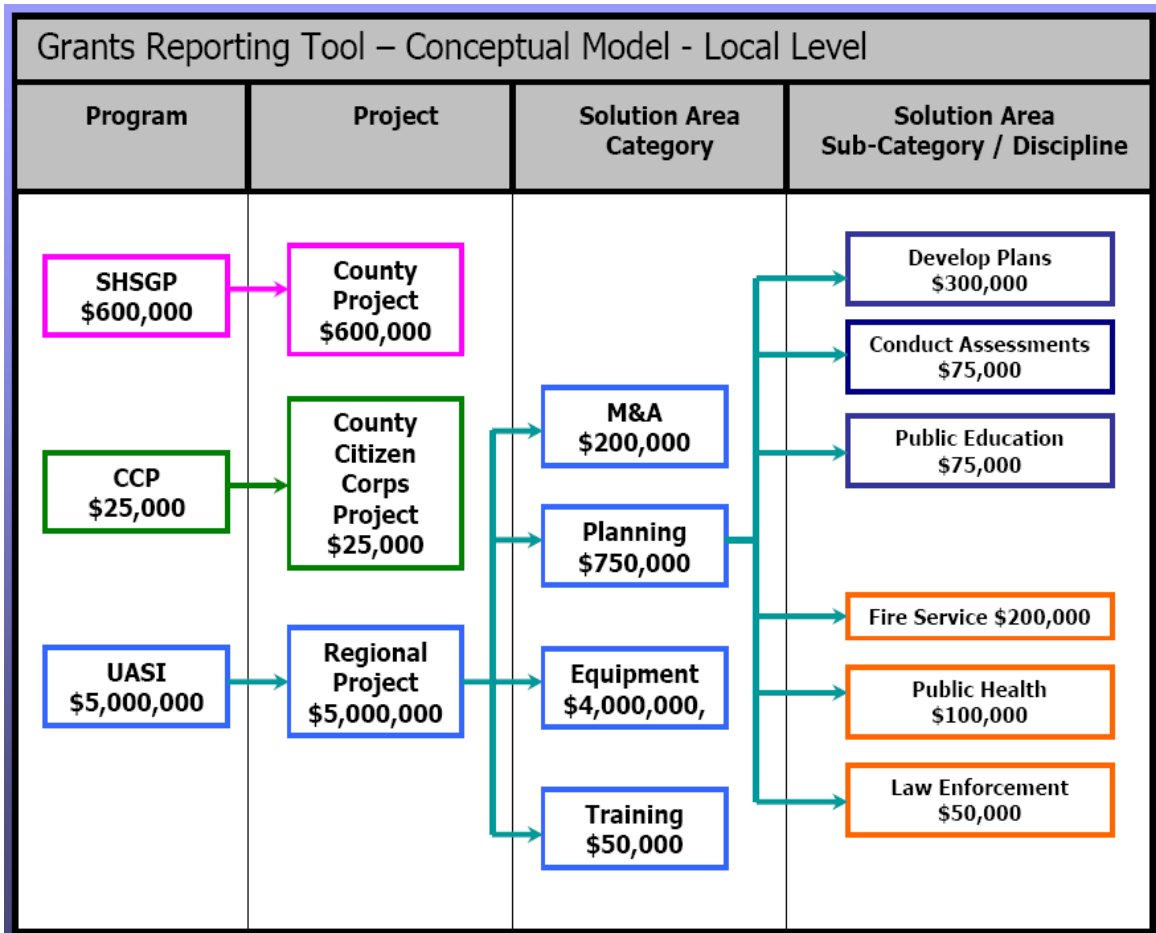 Grants Reporting Tool – Conceptual Model - Local Level
Program
Project
Solution Area
Category
Solution Area
Sub-Category / Discipline
SHSGP
$600,000
CCP
$25,000
UASI
$5,000,000
County
Project
$600,000
County
Citizen
Corps
Project
$25,000
Regional
Project
$5,000,000
M&A
$200,000
Planning
$750,000
Equipment
$4,000,000,
Training
$50,000
Develop Plans
$300,000
Conduct Assessments
$75,000
Public Education
$75,000
Fire Service $200,000
Public Health
$100,000
Law Enforcement
$50,000